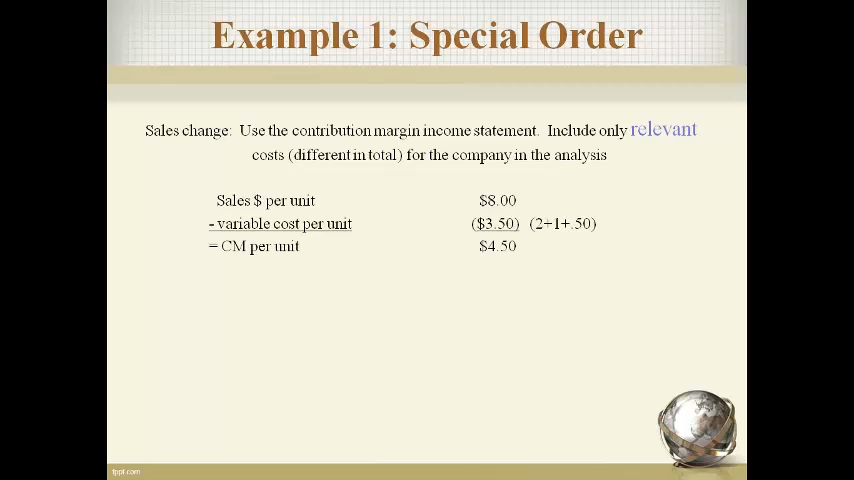 Example 1: Special Order
Sales change: Use the contribution margin income statement. Include only relevant
costs (different in total) for the company in the analysis
Sales $ per unit $8.00
- variable cost per unit ($3.50) (2+1+.50)
= CM per unit $4.50
fppt.com